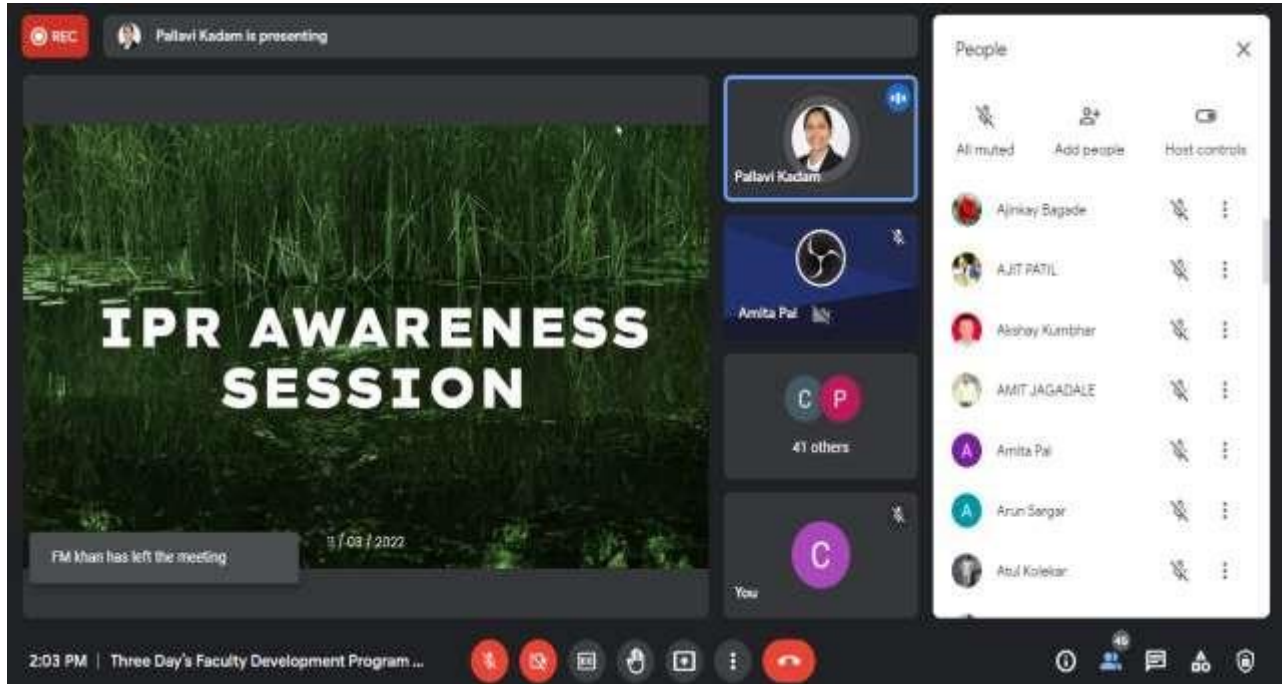 REC
Pallavi Kadam is presenting
IPR AWARENESS
SESSION
/ 03 / 2022
FM khan has left the meeting
Pallavi Kadam
Amita Pal
C P
41 others
C
You
People
All muted
Add people
Host controls
Ajinkay Bagade
AJIT PATIL
Akshay Kumbhar
AMIT JAGADALE
A
Amita Pal
A
Arun Sargar
Atul Kolekar
2:03 PM | Three Day's Faculty Development Program ...